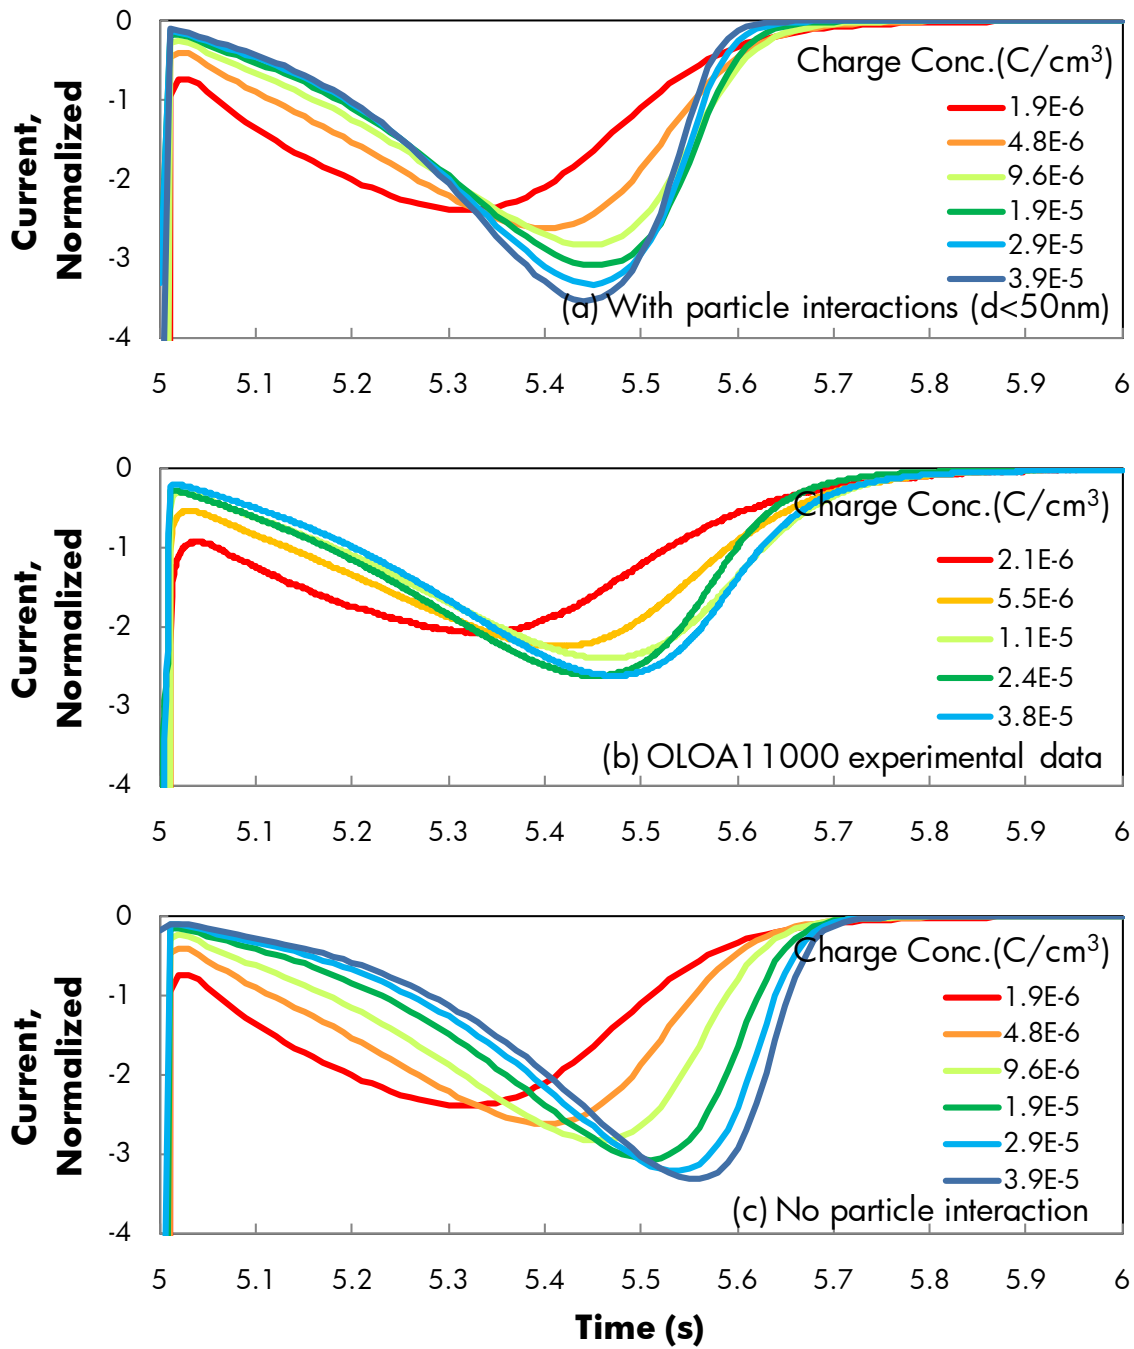 0
-1
-2
-3
-4
Current,
Normalized
Charge Conc.(C/cm³)
1.9E-6
4.8E-6
9.6E-6
1.9E-5
2.9E-5
3.9E-5
(a) With particle interactions (d<50nm)
5 5.1 5.2 5.3 5.4 5.5 5.6 5.7 5.8 5.9 6
0
-1
-2
-3
-4
Current,
Normalized
Charge Conc.(C/cm³)
2.1E-6
5.5E-6
1.1E-5
2.4E-5
3.8E-5
(b) OLOA11000 experimental data
5 5.1 5.2 5.3 5.4 5.5 5.6 5.7 5.8 5.9 6
0
-1
-2
-3
-4
Current,
Normalized
Charge Conc.(C/cm³)
1.9E-6
4.8E-6
9.6E-6
1.9E-5
2.9E-5
3.9E-5
(c) No particle interaction
5 5.1 5.2 5.3 5.4 5.5 5.6 5.7 5.8 5.9 6
Time (s)